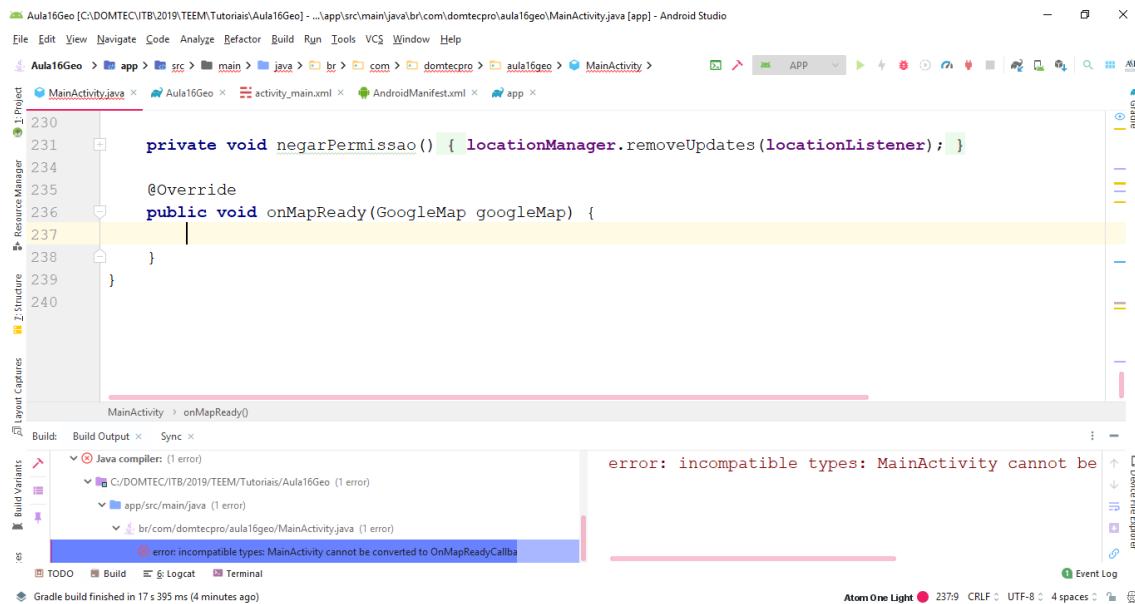 Aula16Geo [C:\DOMTEC\ITB\2019\TEEM\Tutoriais\Aula16Geo] - ...\app\src\main\java\br\com\domtecpro\aula16geo\MainActivity.java [app] - Android Studio
File Edit View Navigate Code Analyze Refactor Build Run Tools VCS Window Help
Aula16Geo > app > src > main > java > br > com > domtecpro > aula16geo > MainActivity > APP
MainActivity.java × Aula16Geo × activity_main.xml × AndroidManifest.xml × app ×
1: Project
Resource Manager
7: Structure
Layout Captures
Build Variants
Gradle
Device File Explorer
230
231 private void negarPermissao() { locationManager.removeUpdates(locationListener); }
234
235 @Override
236 public void onMapReady(GoogleMap googleMap) {
237
238 }
239 }
240
MainActivity > onMapReady()
Build: Build Output × Sync ×
Java compiler: (1 error)
C:/DOMTEC/ITB/2019/TEEM/Tutoriais/Aula16Geo (1 error)
app/src/main/java (1 error)
br/com/domtecpro/aula16geo/MainActivity.java (1 error)
error: incompatible types: MainActivity cannot be converted to OnMapReadyCallba
error: incompatible types: MainActivity cannot be
TODO Build 6: Logcat Terminal 1 Event Log
Gradle build finished in 17 s 395 ms (4 minutes ago) Atom One Light 237:9 CRLF UTF-8 4 spaces